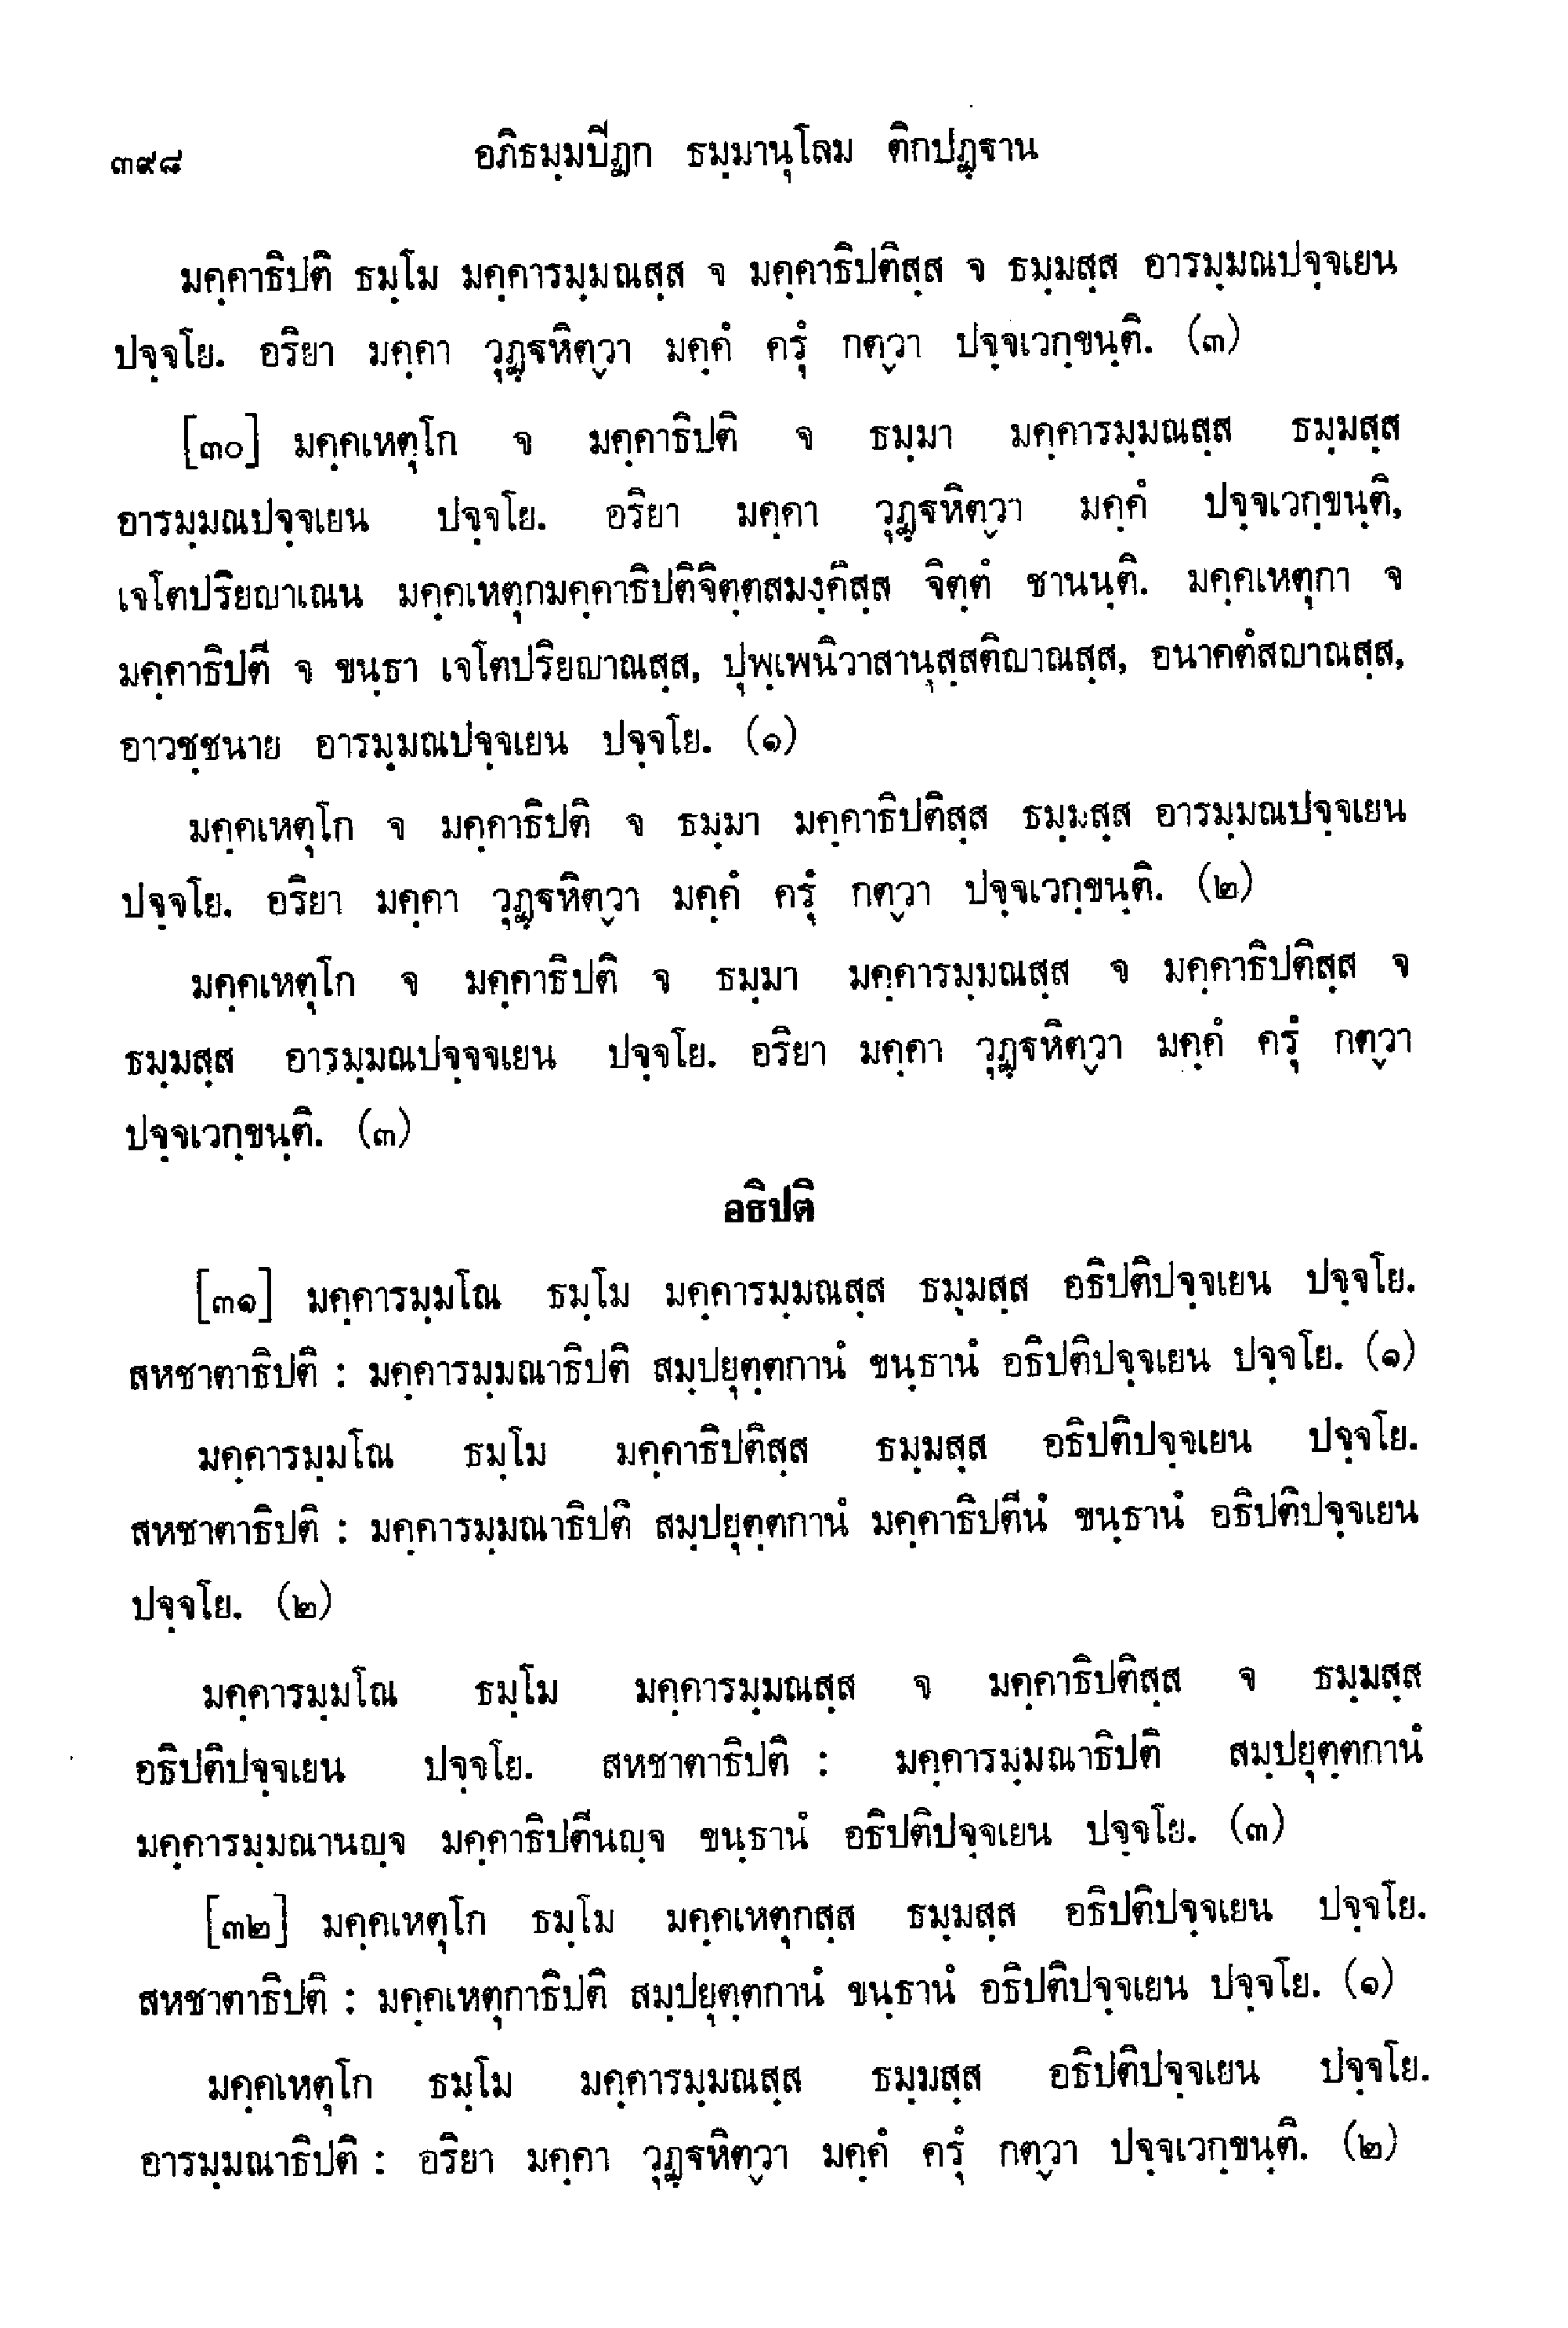 ๓๙๘ อภิธมฺมปีฏก ธมฺมานุโลม ติกปฏฺฐาน
มคฺคาธิปติ ธมฺโม มคฺคารมฺมณสฺส จ มคฺคาธิปติสฺส จ ธมฺมสฺส อารมฺมณปจฺจเยน
ปจฺจโย. อริยา มคฺคา วุฏฺฐหิตฺวา มคฺคํ ครุํ กตฺวา ปจฺจเวกฺขนฺติ. (๓)
[๓๐] มคฺคเหตุโก จ มคฺคาธิปติ จ ธมฺมา มคฺคารมฺมณสฺส ธมฺมสฺส
อารมฺมณปจฺจเยน ปจฺจโย. อริยา มคฺคา วุฏฺฐหิตฺวา มคฺคํ ปจฺจเวกฺขนฺติ,
เจโตปริยญาเณน มคฺคเหตุกมคฺคาธิปติจิตฺตสมงฺคิสฺส จิตฺตํ ชานนฺติ. มคฺคเหตุกา จ
มคฺคาธิปตี จ ขนฺธา เจโตปริยญาณสฺส, ปุพฺเพนิวาสานุสฺสติญาณสฺส, อนาคตํสญาณสฺส,
อาวชฺชนาย อารมฺมณปจฺจเยน ปจฺจโย. (๑)
มคฺคเหตุโก จ มคฺคาธิปติ จ ธมฺมา มคฺคาธิปติสฺส ธมฺมสฺส อารมฺมณปจฺจเยน
ปจฺจโย. อริยา มคฺคา วุฏฺฐหิตฺวา มคฺคํ ครุํ กตฺวา ปจฺจเวกฺขนฺติ. (๒)
มคฺคเหตุโก จ มคฺคาธิปติ จ ธมฺมา มคฺคารมฺมณสฺส จ มคฺคาธิปติสฺส จ
ธมฺมสฺส อารมฺมณปจฺจเยน ปจฺจโย. อริยา มคฺคา วุฏฺฐหิตฺวา มคฺคํ ครุํ กตฺวา
ปจฺจเวกฺขนฺติ. (๓)
อธิปติ
[๓๑] มคฺคารมฺมโณ ธมฺโม มคฺคารมฺมณสฺส ธมฺมสฺส อธิปติปจฺจเยน ปจฺจโย.
สหชาตาธิปติ : มคฺคารมฺมณาธิปติ สมฺปยุตฺตกานํ ขนฺธานํ อธิปติปจฺจเยน ปจฺจโย. (๑)
มคฺคารมฺมโณ ธมฺโม มคฺคาธิปติสฺส ธมฺมสฺส อธิปติปจฺจเยน ปจฺจโย.
สหชาตาธิปติ : มคฺคารมฺมณาธิปติ สมฺปยุตฺตกานํ มคฺคาธิปตีนํ ขนฺธานํ อธิปติปจฺจเยน
ปจฺจโย. (๒)
มคฺคารมฺมโณ ธมฺโม มคฺคารมฺมณสฺส จ มคฺคาธิปติสฺส จ ธมฺมสฺส
อธิปติปจฺจเยน ปจฺจโย. สหชาตาธิปติ : มคฺคารมฺมณาธิปติ สมฺปยุตฺตกานํ
มคฺคารมฺมณานญฺจ มคฺคาธิปตีนญฺจ ขนฺธานํ อธิปติปจฺจเยน ปจฺจโย. (๓)
[๓๒] มคฺคเหตุโก ธมฺโม มคฺคเหตุกสฺส ธมฺมสฺส อธิปติปจฺจเยน ปจฺจโย.
สหชาตาธิปติ : มคฺคเหตุกาธิปติ สมฺปยุตฺตกานํ ขนฺธานํ อธิปติปจฺจเยน ปจฺจโย. (๑)
มคฺคเหตุโก ธมฺโม มคฺคารมฺมณสฺส ธมฺมสฺส อธิปติปจฺจเยน ปจฺจโย.
อารมฺมณาธิปติ : อริยา มคฺคา วุฏฺฐหิตฺวา มคฺคํ ครุํ กตฺวา ปจฺจเวกฺขนฺติ. (๒)